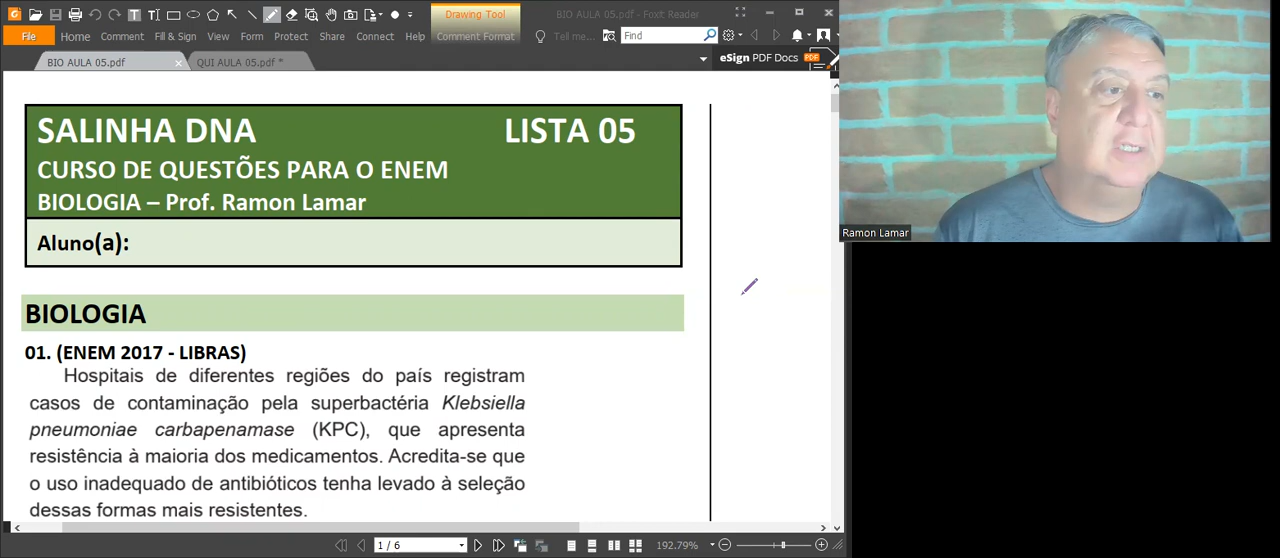 Drawing Tool
BIO AULA 05.pdf - Foxit Reader
File Home Comment Fill & Sign View Form Protect Share Connect Help Comment Format Tell me... Find
BIO AULA 05.pdf × QUI AULA 05.pdf * eSign PDF Docs PDF
SALINHA DNA LISTA 05
CURSO DE QUESTÕES PARA O ENEM
BIOLOGIA – Prof. Ramon Lamar
Aluno(a):
BIOLOGIA
01. (ENEM 2017 - LIBRAS)
Hospitais de diferentes regiões do país registram
casos de contaminação pela superbactéria Klebsiella
pneumoniae carbapenamase (KPC), que apresenta
resistência à maioria dos medicamentos. Acredita-se que
o uso inadequado de antibióticos tenha levado à seleção
dessas formas mais resistentes.
1 / 6 192.79%
Ramon Lamar